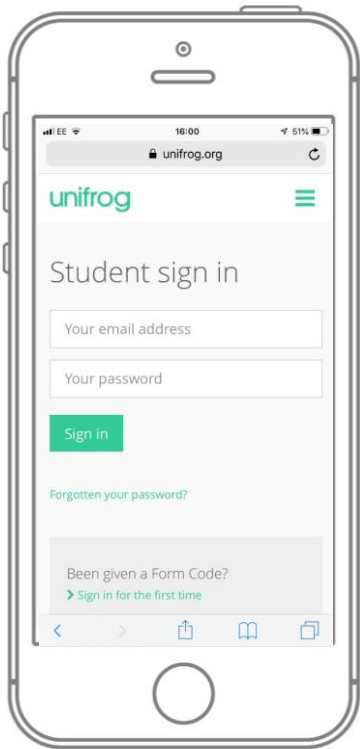 EE 16:00 51%
unifrog.org
unifrog
Student sign in
Your email address
Your password
Sign in
Forgotten your password?
Been given a Form Code?
Sign in for the first time